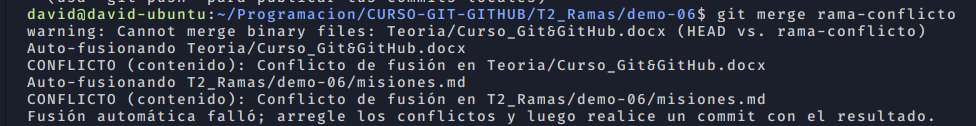 david@david-ubuntu:~/Programacion/CURSO-GIT-GITHUB/T2_Ramas/demo-06$ git merge rama-conflicto
warning: Cannot merge binary files: Teoria/Curso_Git&GitHub.docx (HEAD vs. rama-conflicto)
Auto-fusionando Teoria/Curso_Git&GitHub.docx
CONFLICTO (contenido): Conflicto de fusión en Teoria/Curso_Git&GitHub.docx
Auto-fusionando T2_Ramas/demo-06/misiones.md
CONFLICTO (contenido): Conflicto de fusión en T2_Ramas/demo-06/misiones.md
Fusión automática falló; arregle los conflictos y luego realice un commit con el resultado.